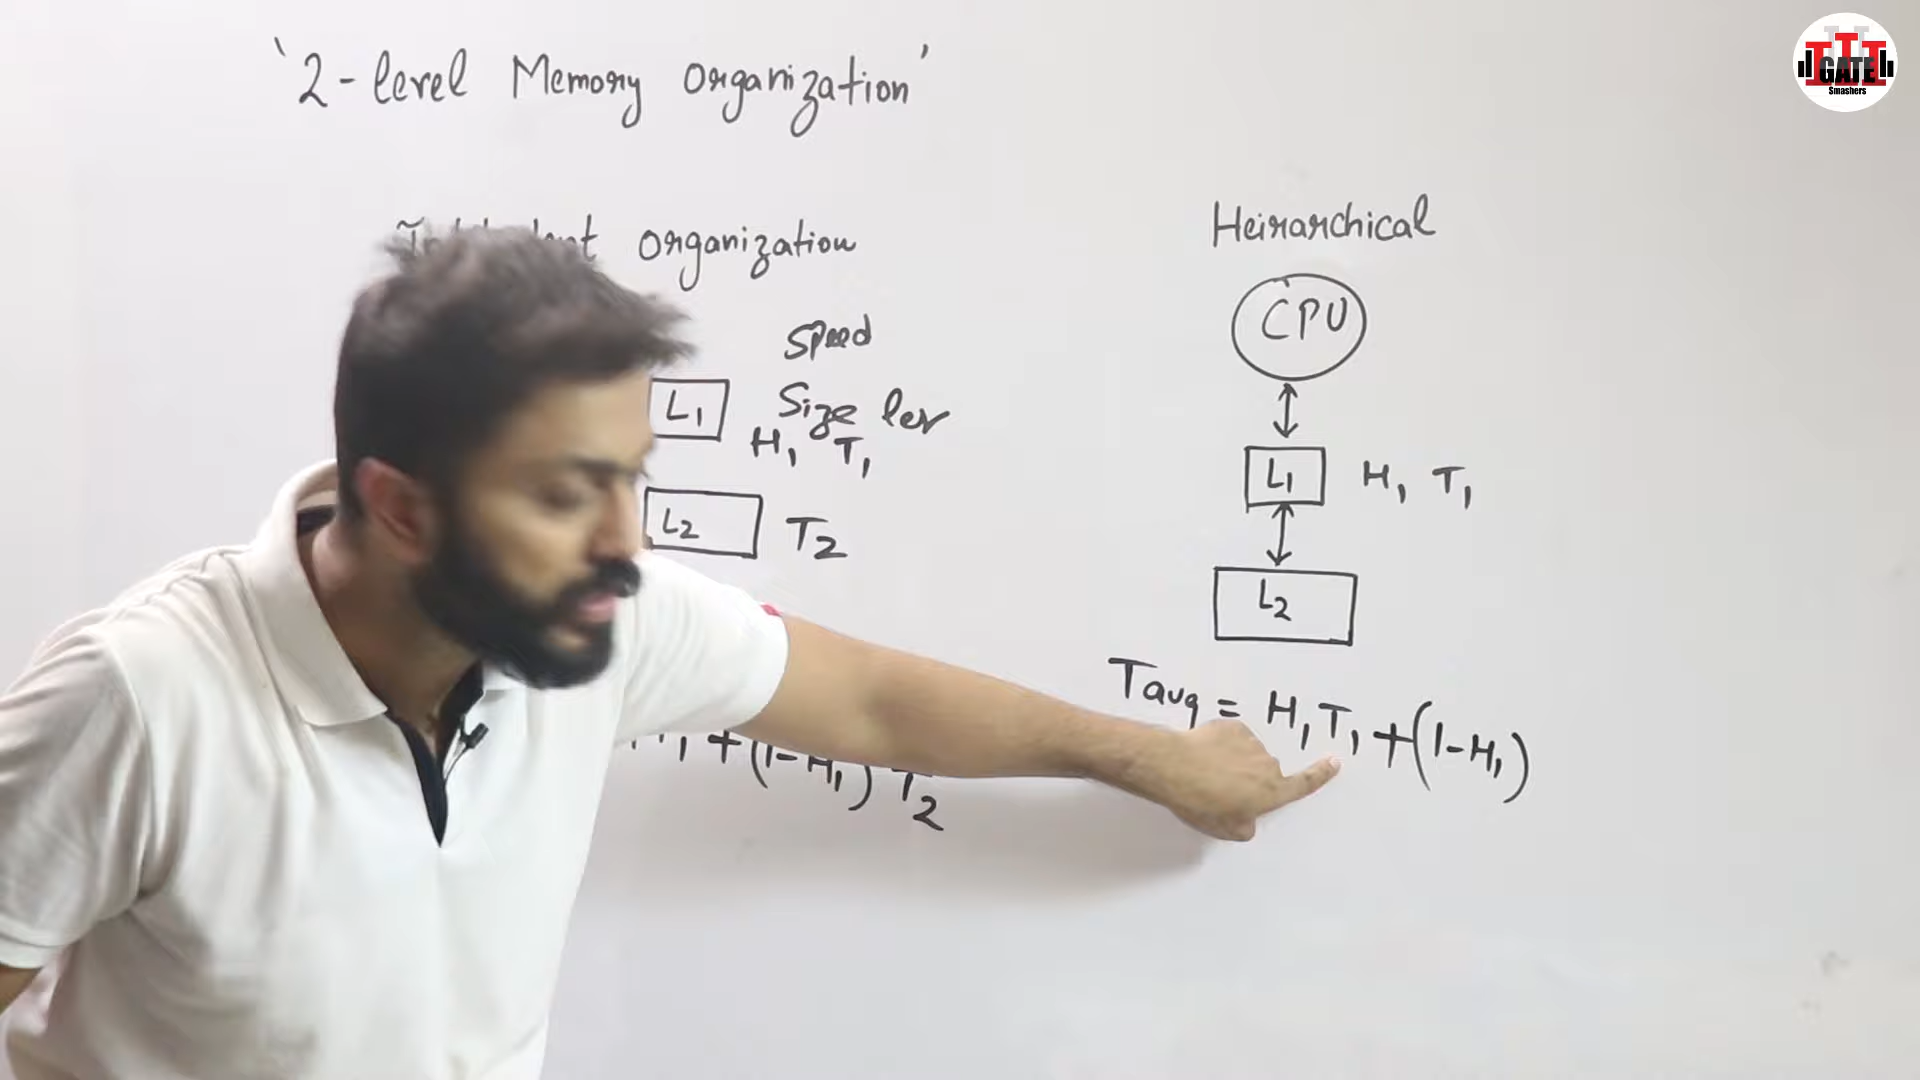 '2-level Memory Organization'
Organization
Speed
L1
Size les
H1 T1
L2
T2
+(1-H1) T2
Heirarchical
CPU
L1
H1 T1
L2
Tavg = H1T1+(1-H1)
GATE
Smashers